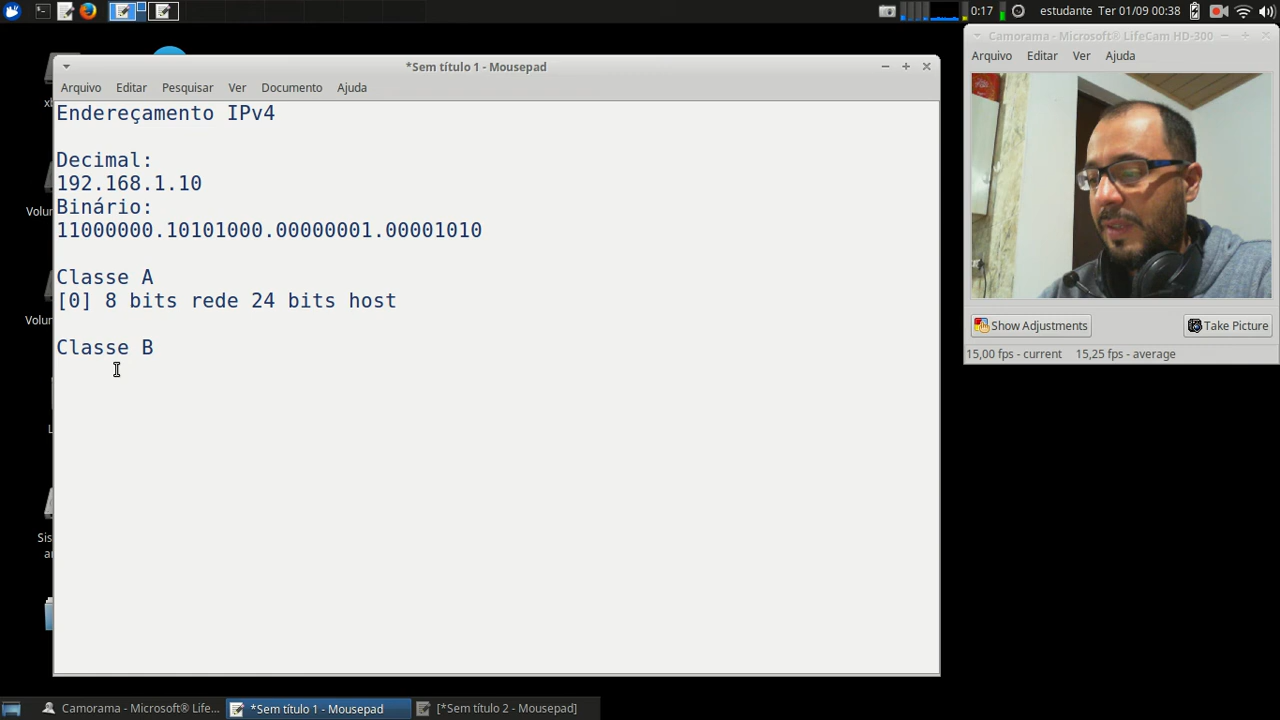 0:17
estudante Ter 01/09 00:38
*Sem título 1 - Mousepad
Arquivo Editar Pesquisar Ver Documento Ajuda
Endereçamento IPv4
Decimal:
192.168.1.10
Binário:
11000000.10101000.00000001.00001010
Classe A
[0] 8 bits rede 24 bits host
Classe B
Camorama - Microsoft® LifeCam HD-300
Arquivo Editar Ver Ajuda
Show Adjustments
Take Picture
15,00 fps - current 15,25 fps - average
Camorama - Microsoft® Life...
*Sem título 1 - Mousepad
[*Sem título 2 - Mousepad]